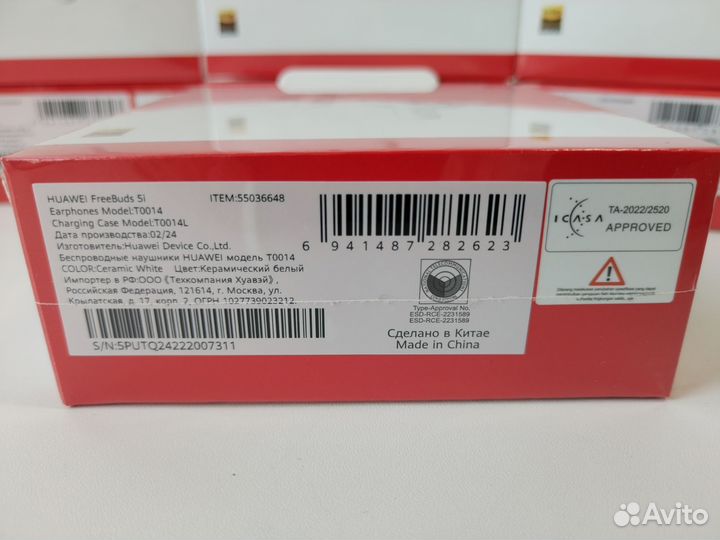 HUAWEI FreeBuds 5i ITEM:55036648
Earphones Model:T0014
Charging Case Model:T0014L
Дата производства:02/24
Изготовитель:Huawei Device Co.,Ltd.
Беспроводные наушники HUAWEI модель T0014
COLOR:Ceramic White Цвет:Керамический белый
Импортер в РФ:ООО «Техкомпания Хуавэй» ,
Российская Федерация, 121614, г. Москва, ул.
Крылатская, д. 17, корп. 2, ОГРН 1027739023212.
S/N:5PUTQ24222007311
6 941487 282623
Type-Approval No.
ESD-RCE-2231589
ESD-RCE-2231589
Сделано в Китае
Made in China
ICASA
TA-2022/2520
APPROVED
Avito